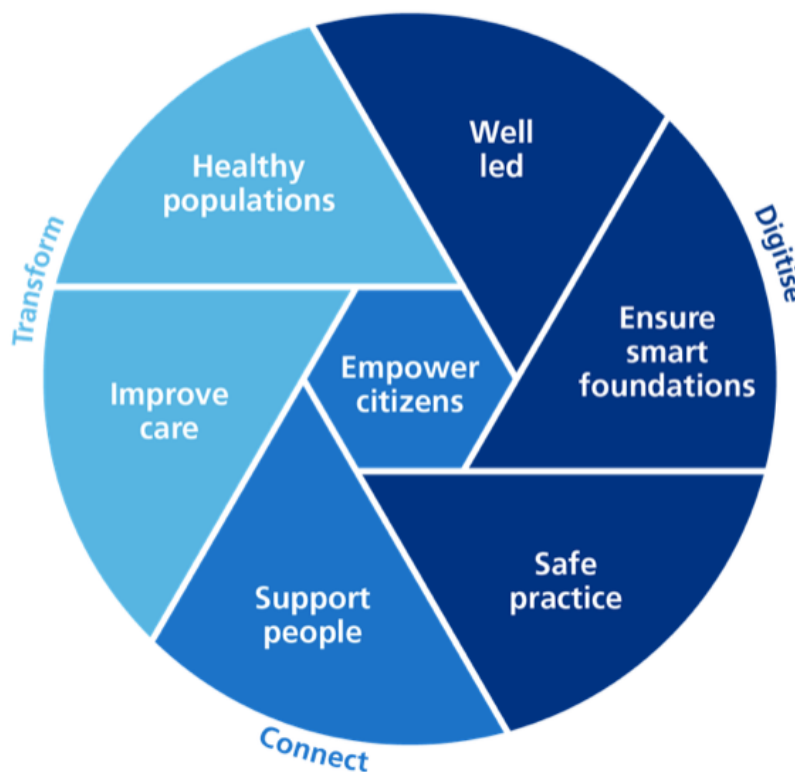 Well
led
Digitise
Ensure
smart
foundations
Safe
practice
Connect
Support
people
Improve
care
Transform
Healthy
populations
Empower
citizens